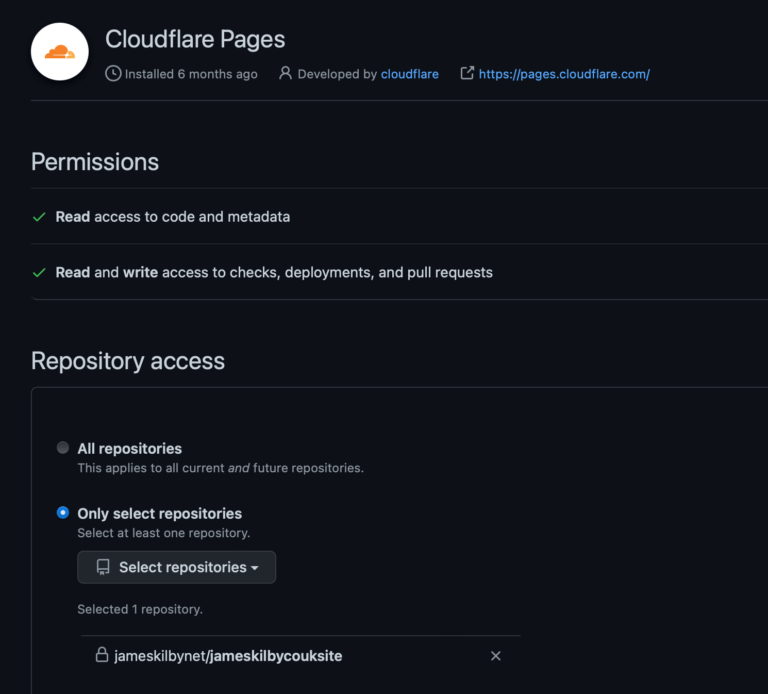 Cloudflare Pages
Installed 6 months ago Developed by cloudflare https://pages.cloudflare.com/
Permissions
Read access to code and metadata
Read and write access to checks, deployments, and pull requests
Repository access
All repositories
This applies to all current and future repositories.
Only select repositories
Select at least one repository.
Select repositories
Selected 1 repository.
jameskilbynet/jameskilbycouksite